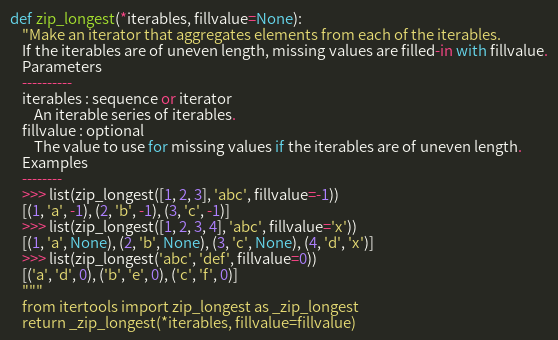 def zip_longest(*iterables, fillvalue=None):
"Make an iterator that aggregates elements from each of the iterables.
If the iterables are of uneven length, missing values are filled-in with fillvalue.
Parameters
----------
iterables : sequence or iterator
An iterable series of iterables.
fillvalue : optional
The value to use for missing values if the iterables are of uneven length.
Examples
--------
>>> list(zip_longest([1, 2, 3], 'abc', fillvalue=-1))
[(1, 'a', -1), (2, 'b', -1), (3, 'c', -1)]
>>> list(zip_longest([1, 2, 3, 4], 'abc', fillvalue='x'))
[(1, 'a', None), (2, 'b', None), (3, 'c', None), (4, 'd', 'x')]
>>> list(zip_longest('abc', 'def', fillvalue=0))
[('a', 'd', 0), ('b', 'e', 0), ('c', 'f', 0)]
"""
from itertools import zip_longest as _zip_longest
return _zip_longest(*iterables, fillvalue=fillvalue)